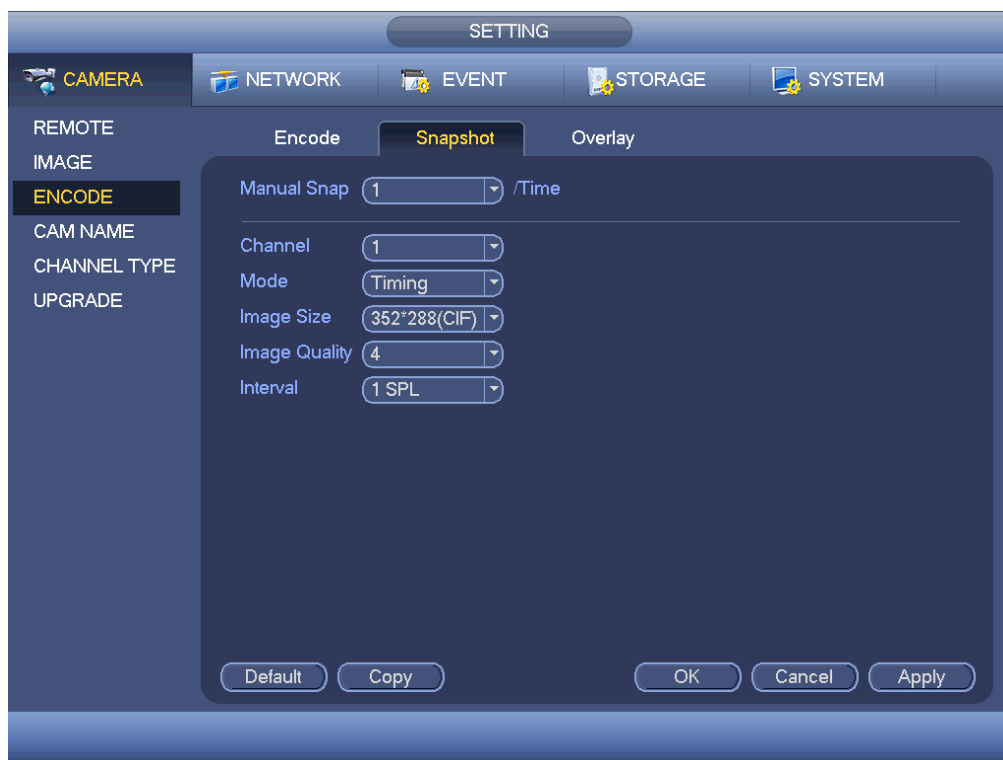 SETTING
CAMERA NETWORK EVENT STORAGE SYSTEM
REMOTE
IMAGE
ENCODE
CAM NAME
CHANNEL TYPE
UPGRADE
Encode Snapshot Overlay
Manual Snap 1 /Time
Channel 1
Mode Timing
Image Size 352*288(CIF)
Image Quality 4
Interval 1 SPL
Default Copy OK Cancel Apply